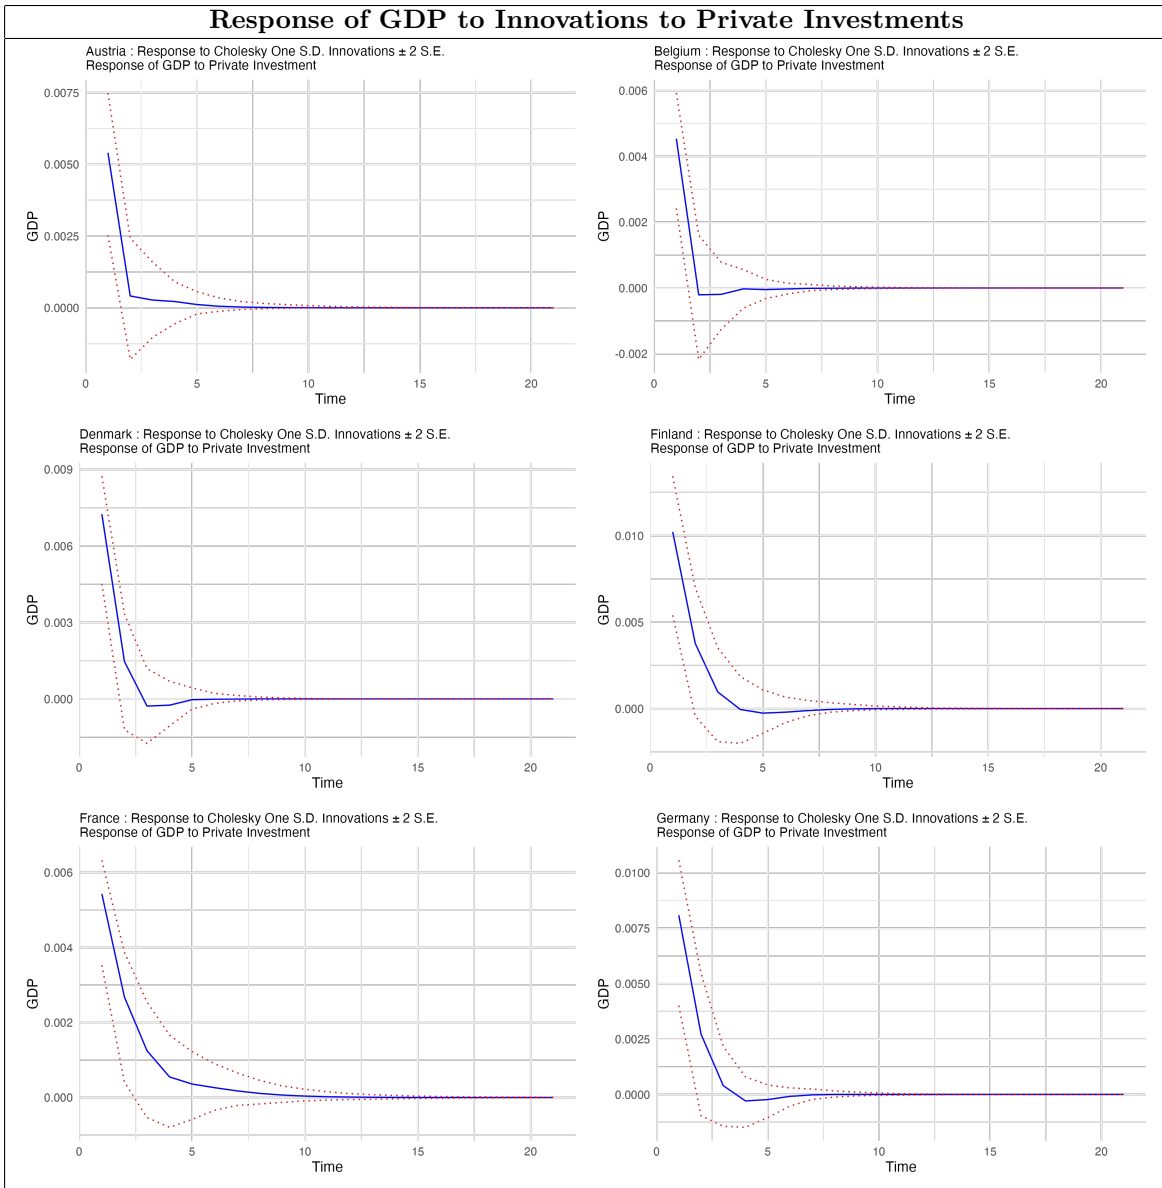 Response of GDP to Innovations to Private Investments
Austria : Response to Cholesky One S.D. Innovations ± 2 S.E.
Response of GDP to Private Investment
0.0075
0.0050
0.0025
0.0000
GDP
0 5 10 15 20
Time
Belgium : Response to Cholesky One S.D. Innovations ± 2 S.E.
Response of GDP to Private Investment
0.006
0.004
0.002
0.000
-0.002
GDP
0 5 10 15 20
Time
Denmark : Response to Cholesky One S.D. Innovations ± 2 S.E.
Response of GDP to Private Investment
0.009
0.006
0.003
0.000
GDP
0 5 10 15 20
Time
Finland : Response to Cholesky One S.D. Innovations ± 2 S.E.
Response of GDP to Private Investment
0.010
0.005
0.000
GDP
0 5 10 15 20
Time
France : Response to Cholesky One S.D. Innovations ± 2 S.E.
Response of GDP to Private Investment
0.006
0.004
0.002
0.000
GDP
0 5 10 15 20
Time
Germany : Response to Cholesky One S.D. Innovations ± 2 S.E.
Response of GDP to Private Investment
0.0100
0.0075
0.0050
0.0025
0.0000
GDP
0 5 10 15 20
Time